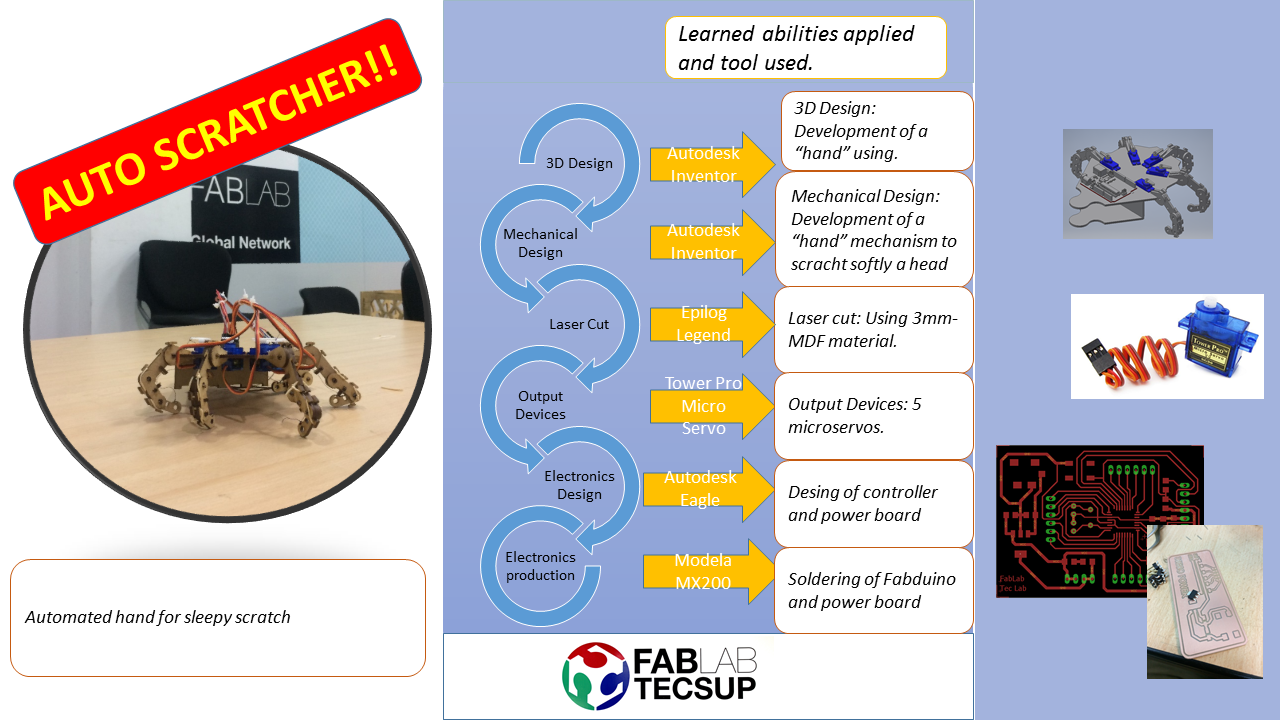 AUTO SCRATCHER!!
FABLAB
Global Network
Automated hand for sleepy scratch
Learned abilities applied
and tool used.
3D Design
Mechanical
Design
Laser Cut
Output
Devices
Electronics
Design
Electronics
production
Autodesk
Inventor
Autodesk
Inventor
Epilog
Legend
Tower Pro
Micro
Servo
Autodesk
Eagle
Modela
MX200
3D Design:
Development of a
“hand” using.
Mechanical Design:
Development of a
“hand” mechanism to
scracht softly a head
Laser cut: Using 3mm-
MDF material.
Output Devices: 5
microservos.
Desing of controller
and power board
Soldering of Fabduino
and power board
FABLAB
TECSUP
TOWER PRO
FabLab
Tec Lab